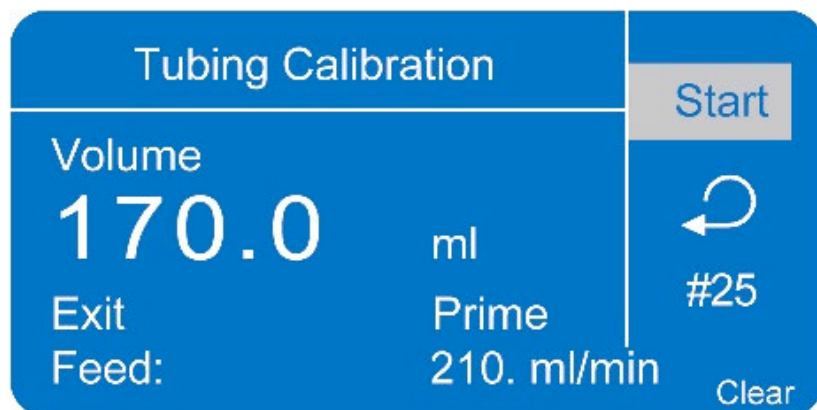 Tubing Calibration
Start
Volume
170.0 ml
#25
Exit Prime
Feed: 210. ml/min
Clear